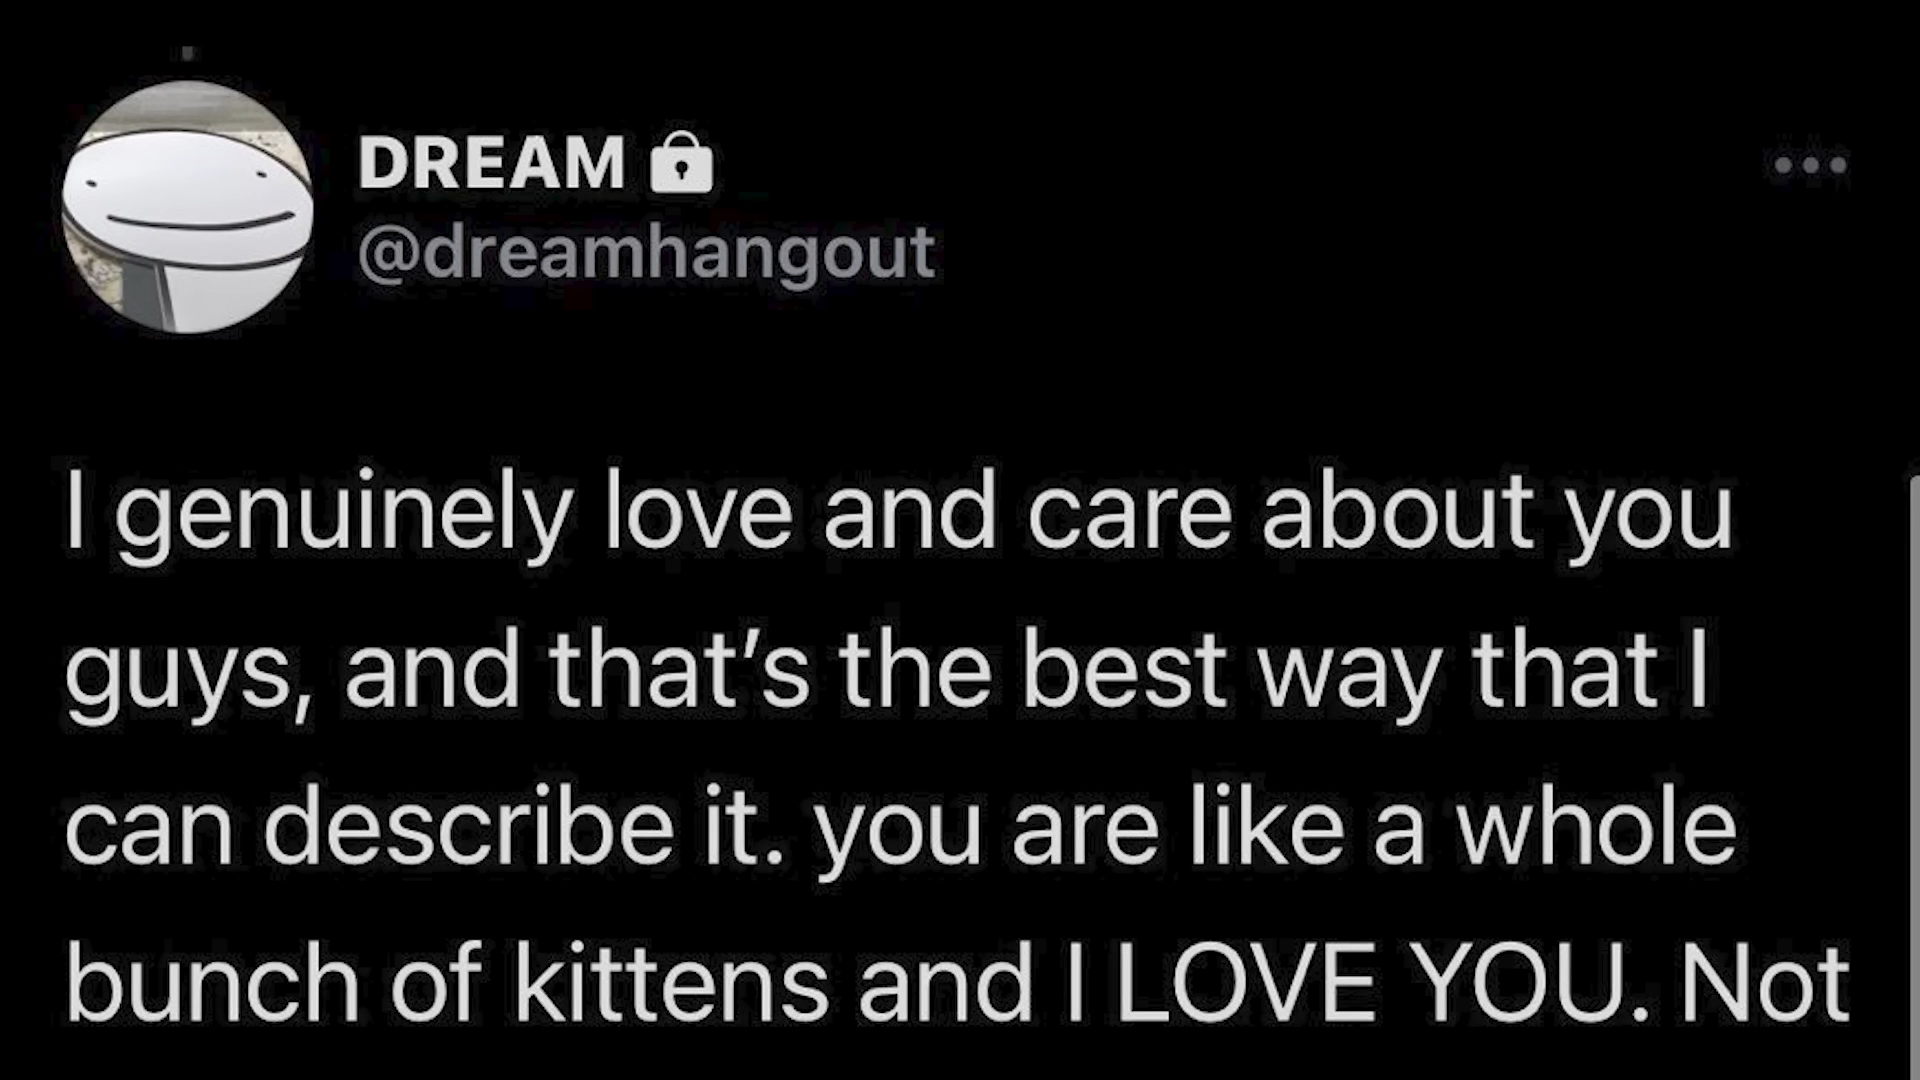 DREAM
@dreamhangout
I genuinely love and care about you
guys, and that’s the best way that I
can describe it. you are like a whole
bunch of kittens and I LOVE YOU. Not